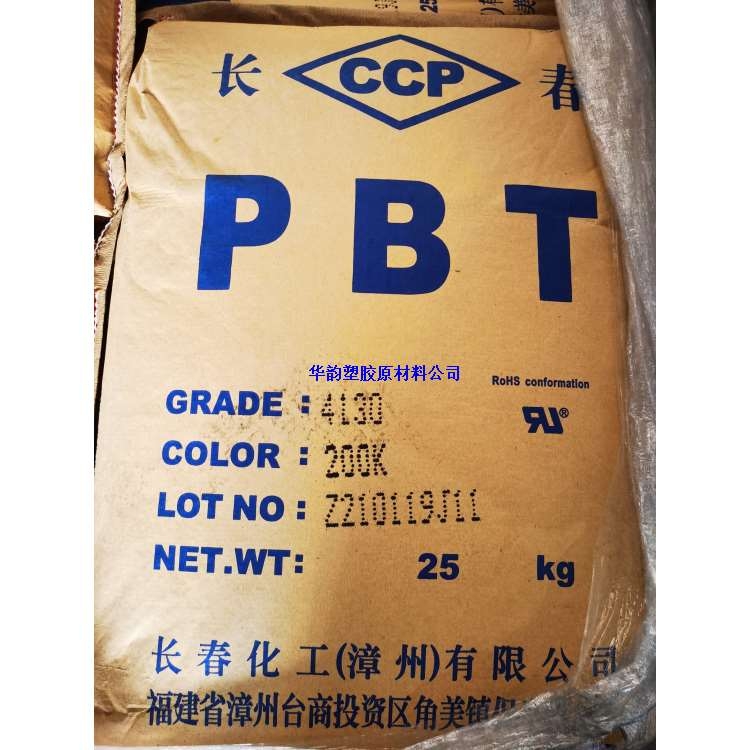 长 CCP 春
PBT
华韵塑胶原材料公司
RoHS conformation
GRADE : 4130
COLOR : 200K
LOT NO : Z210119J11
NET.WT: 25 kg
长春化工(漳州)有限公司
福建省漳州台商投资区角美镇